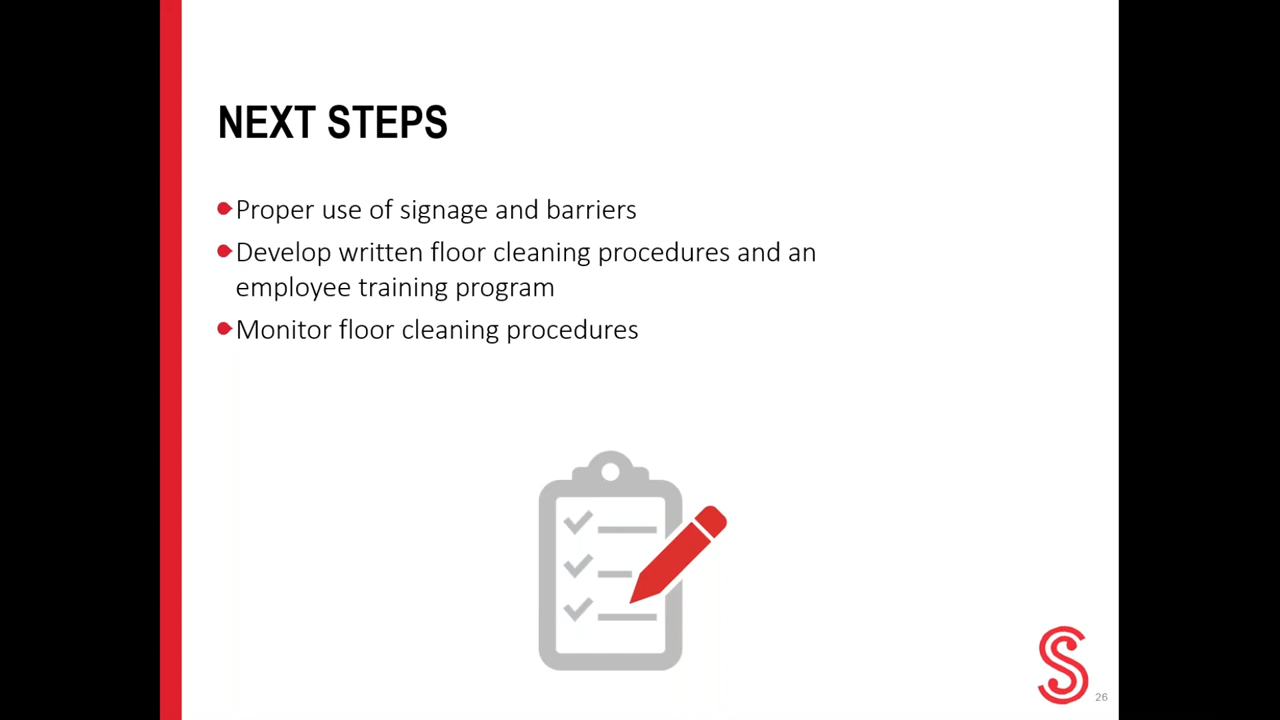 NEXT STEPS
Proper use of signage and barriers
Develop written floor cleaning procedures and an
employee training program
Monitor floor cleaning procedures
S
26